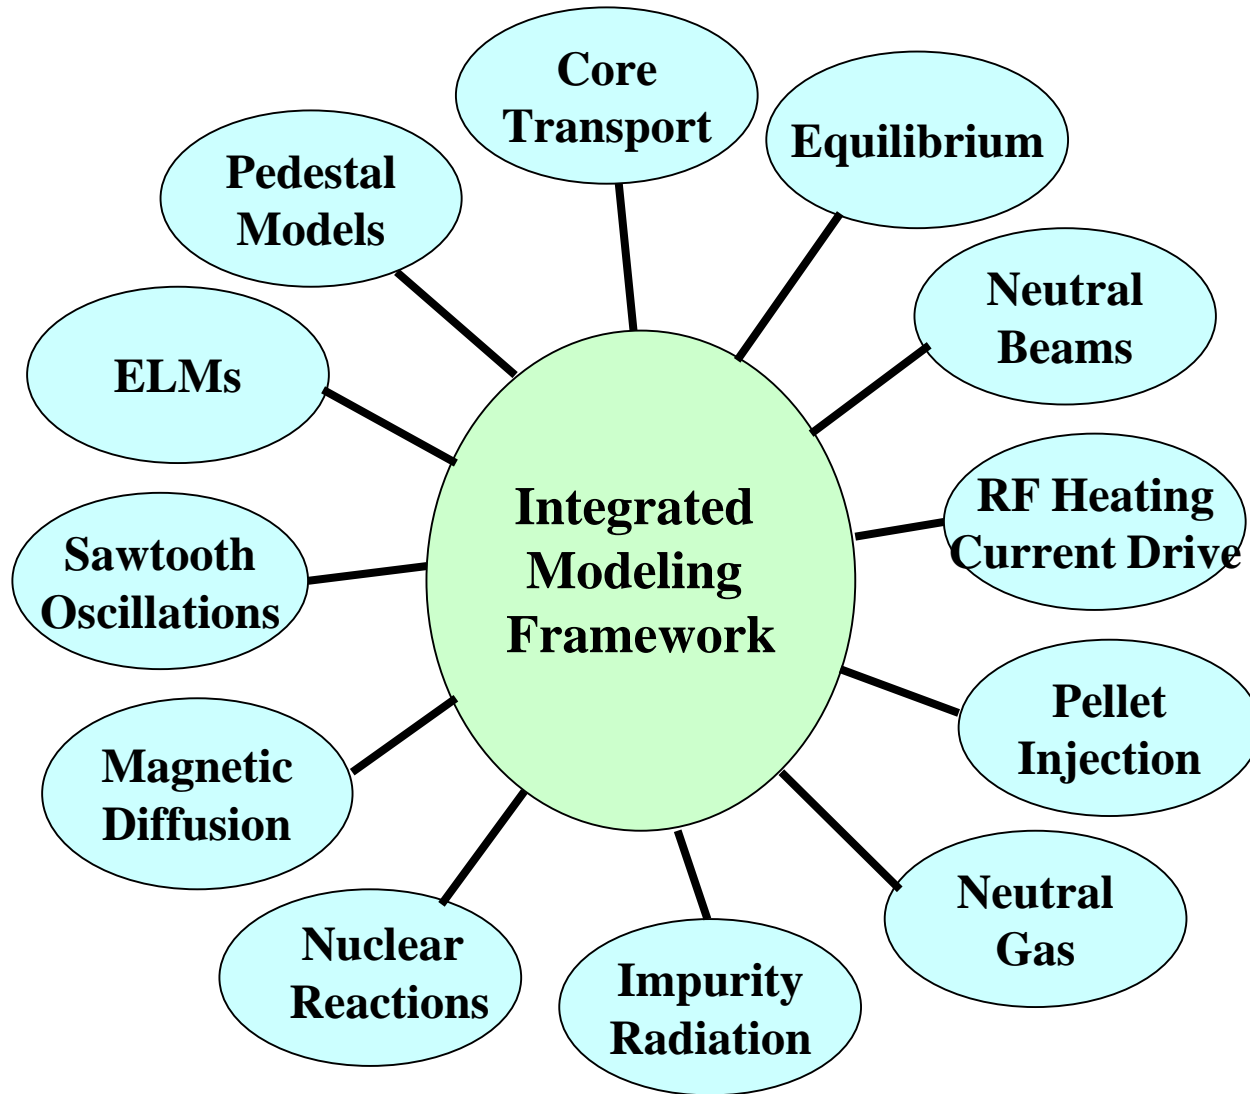 Core
Transport
Equilibrium
Pedestal
Models
Neutral
Beams
ELMs
RF Heating
Current Drive
Integrated
Modeling
Framework
Sawtooth
Oscillations
Pellet
Injection
Magnetic
Diffusion
Neutral
Gas
Nuclear
Reactions
Impurity
Radiation